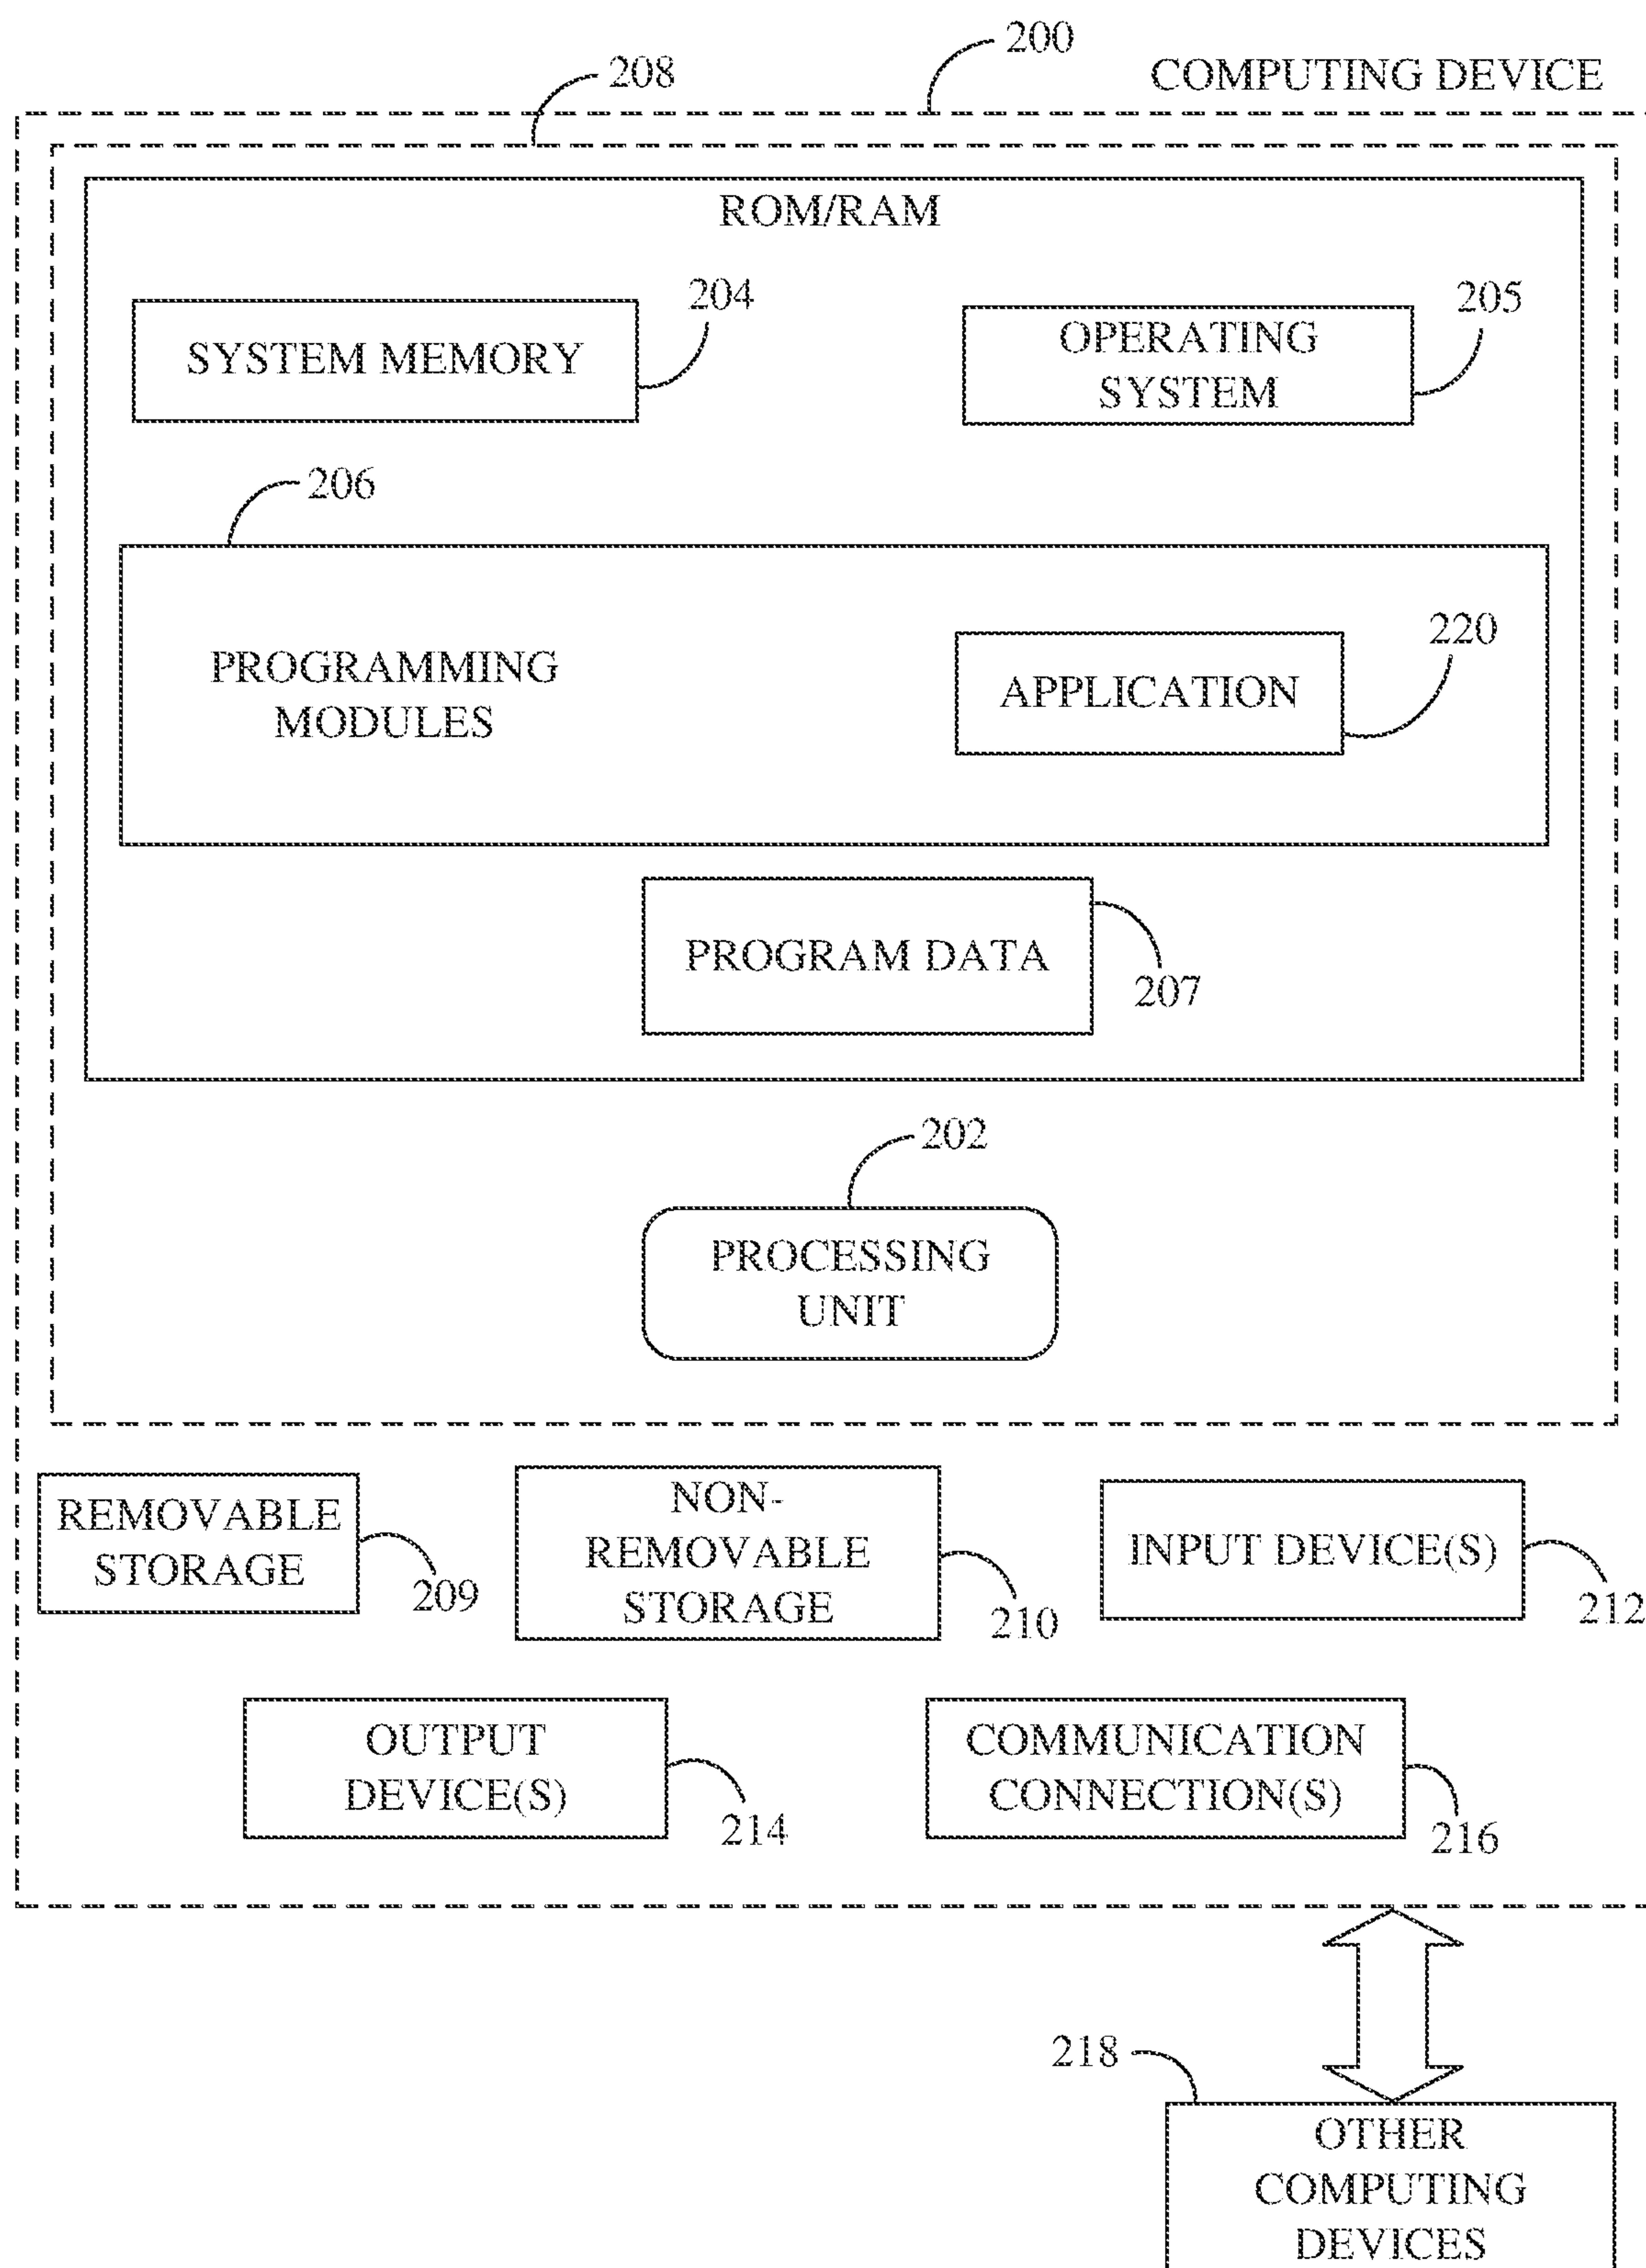 200
COMPUTING DEVICE
208
ROM/RAM
204
SYSTEM MEMORY
205
OPERATING
SYSTEM
206
PROGRAMMING
MODULES
220
APPLICATION
PROGRAM DATA
207
202
PROCESSING
UNIT
REMOVABLE
STORAGE
209
NON-
REMOVABLE
STORAGE
210
INPUT DEVICE(S)
212
OUTPUT
DEVICE(S)
214
COMMUNICATION
CONNECTION(S)
216
218
OTHER
COMPUTING
DEVICES